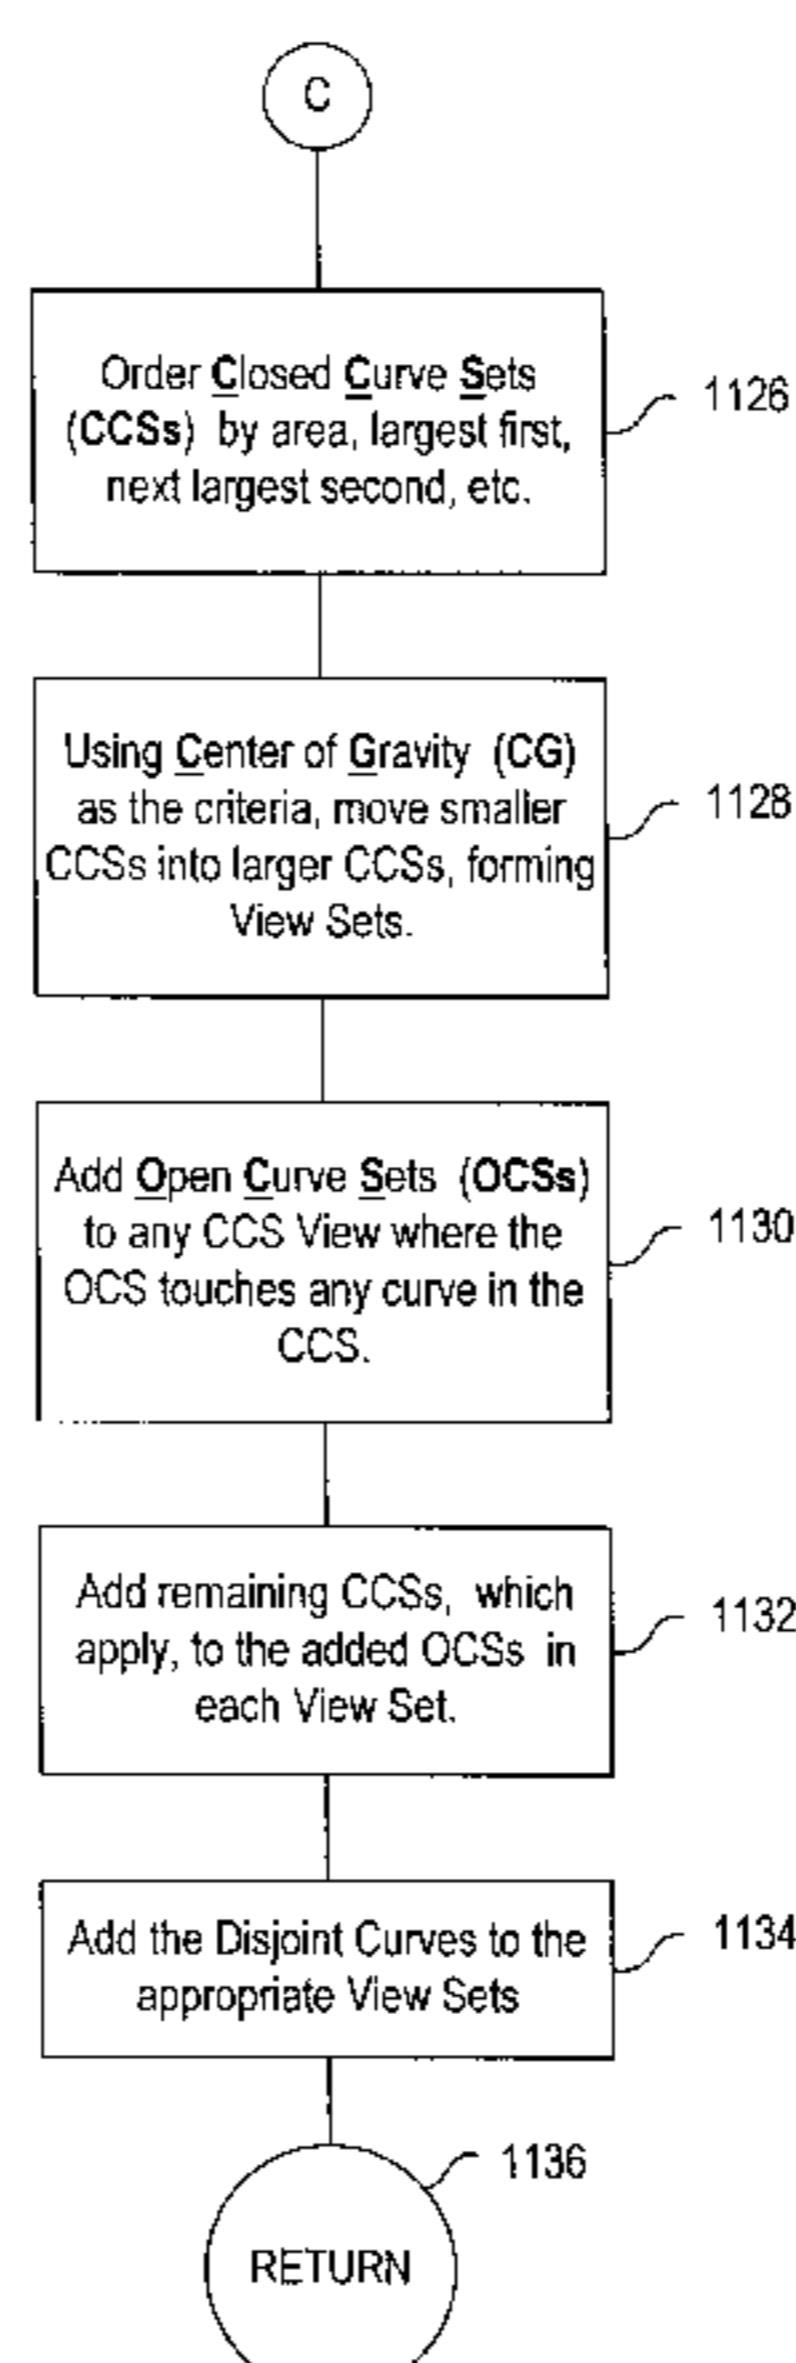 C
Order Closed Curve Sets
(CCSs) by area, largest first,
next largest second, etc.
1126
Using Center of Gravity (CG)
as the criteria, move smaller
CCSs into larger CCSs, forming
View Sets.
1128
Add Open Curve Sets (OCSs)
to any CCS View where the
OCS touches any curve in the
CCS.
1130
Add remaining CCSs, which
apply, to the added OCSs in
each View Set.
1132
Add the Disjoint Curves to the
appropriate View Sets
1134
1136
RETURN